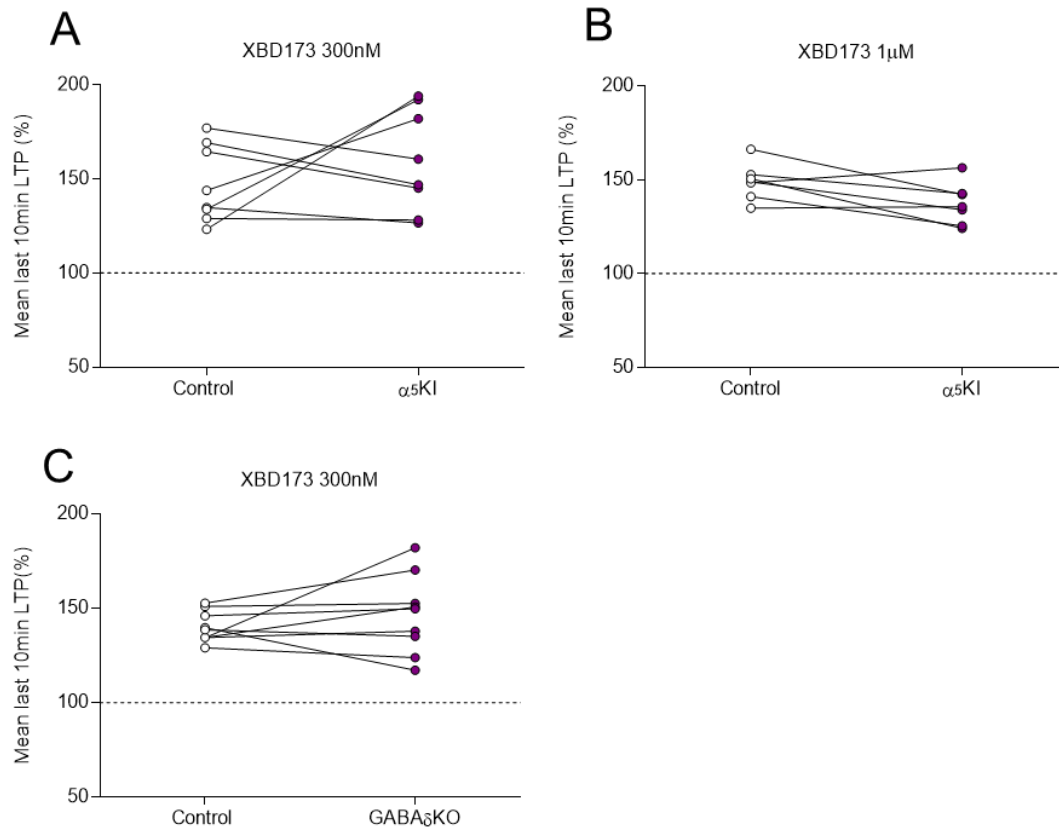 A
XBD173 300nM
Mean last 10min LTP (%)
200
150
100
50
Control
α5KI
B
XBD173 1μM
Mean last 10min LTP (%)
200
150
100
50
Control
α5KI
C
XBD173 300nM
Mean last 10min LTP(%)
200
150
100
50
Control
GABAδKO